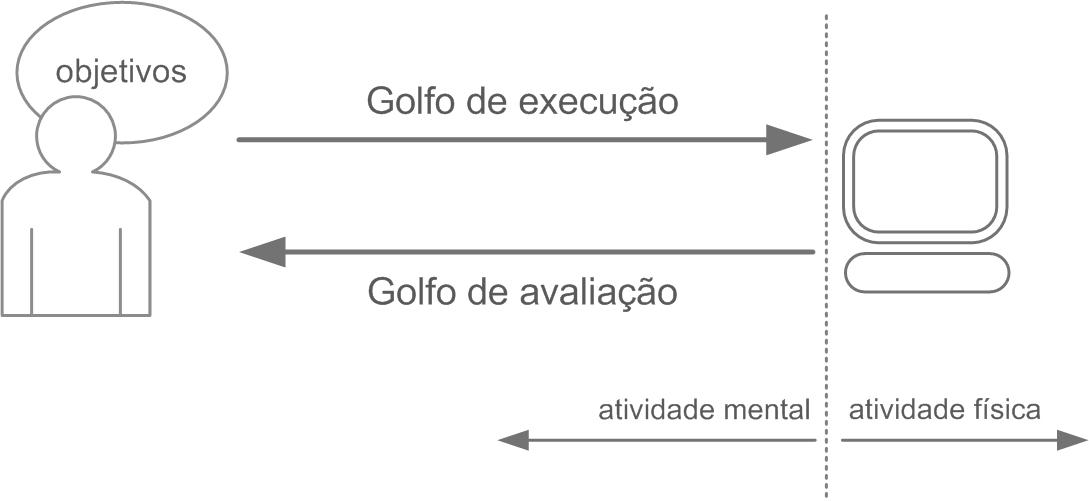 objetivos
Golfo de execução
Golfo de avaliação
atividade mental
atividade física